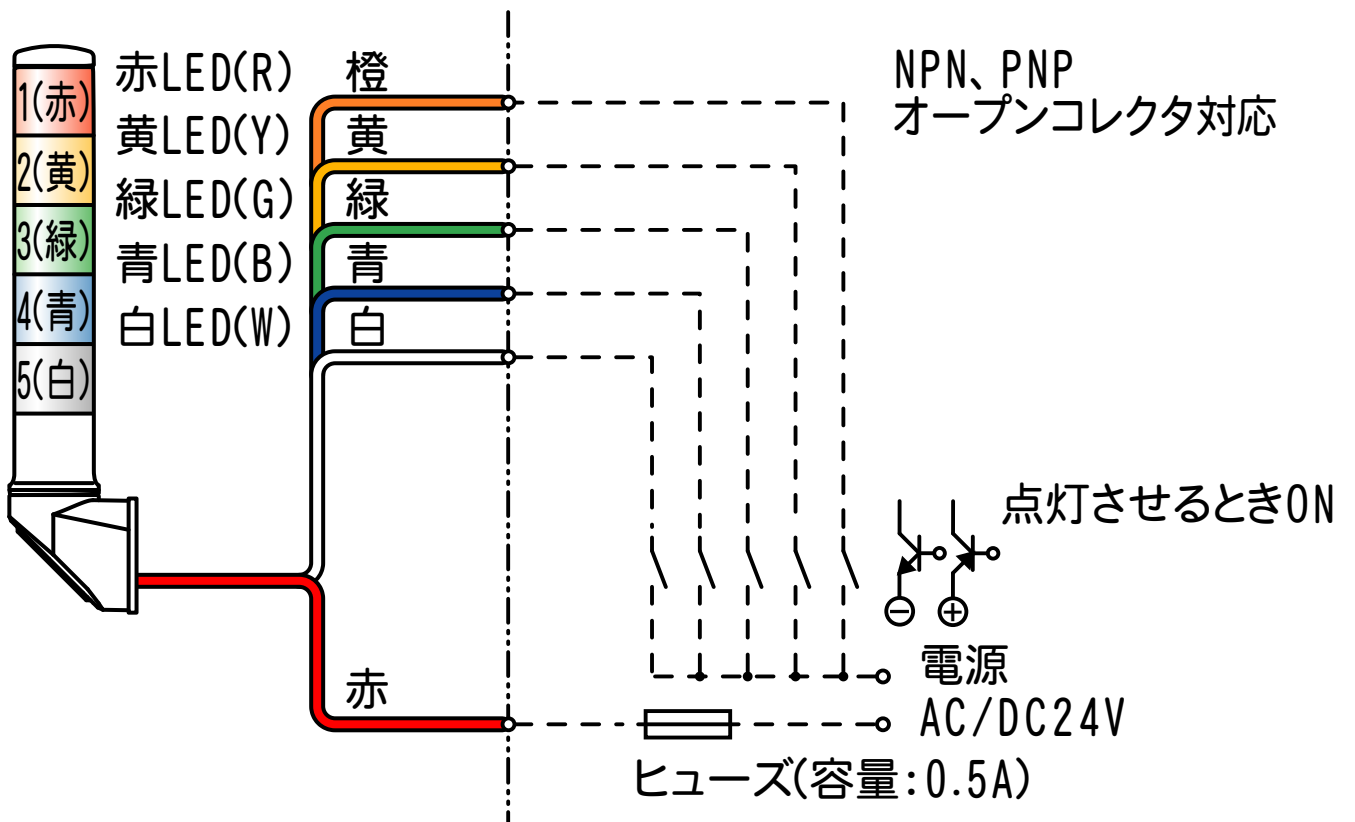 赤LED(R) 橙
黄LED(Y) 黄
緑LED(G) 緑
青LED(B) 青
白LED(W) 白
1(赤)
2(黄)
3(緑)
4(青)
5(白)
NPN、PNP
オープンコレクタ対応
点灯させるときON
赤
電源
AC/DC24V
ヒューズ(容量:0.5A)